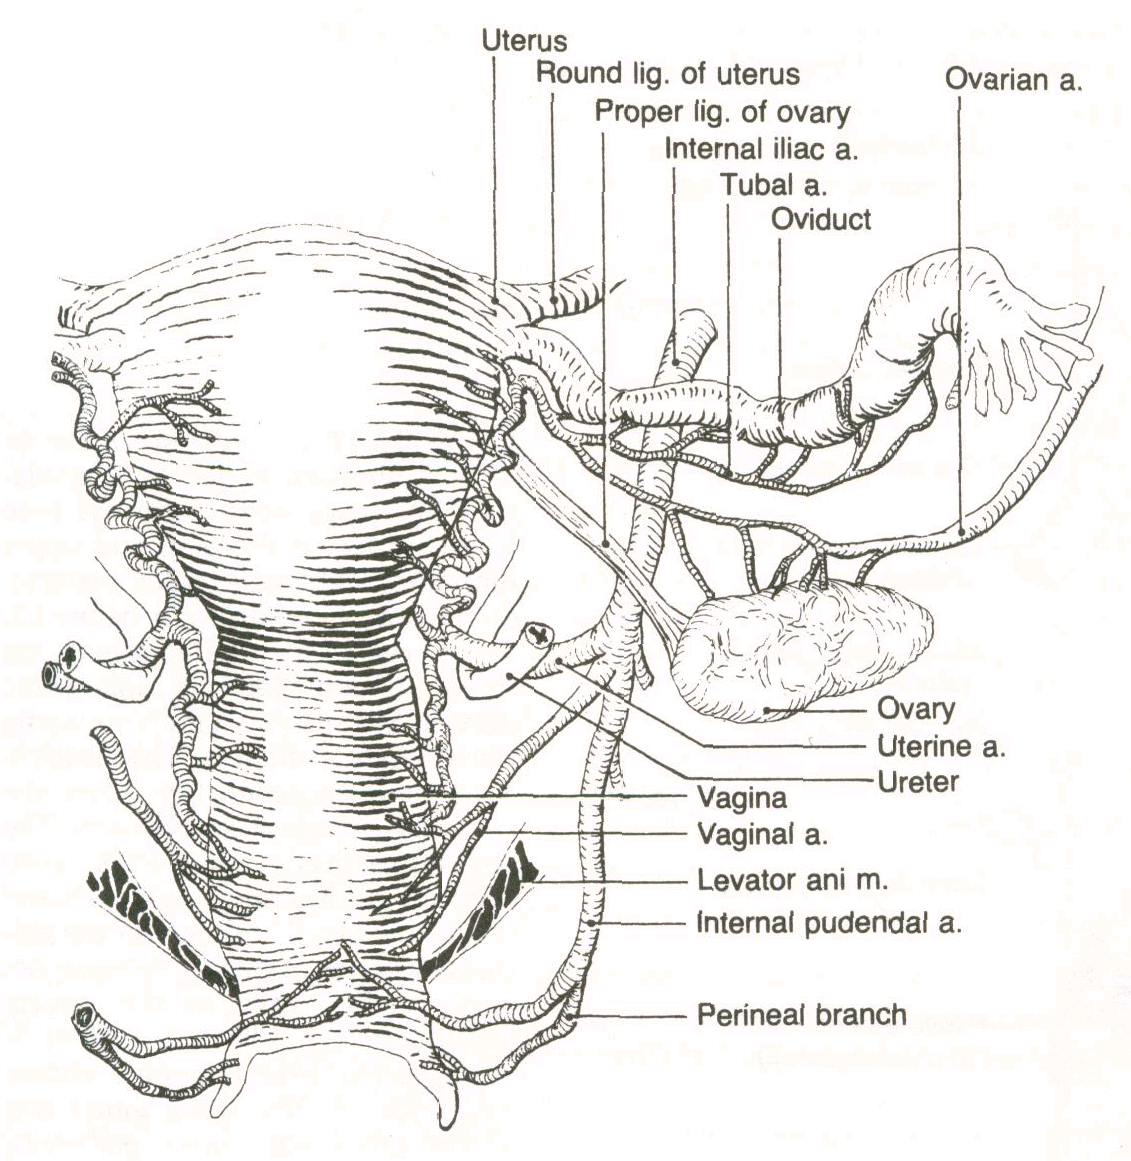 Uterus
Round lig. of uterus
Ovarian a.
Proper lig. of ovary
Internal iliac a.
Tubal a.
Oviduct
Ovary
Uterine a.
Ureter
Vagina
Vaginal a.
Levator ani m.
Internal pudendal a.
Perineal branch